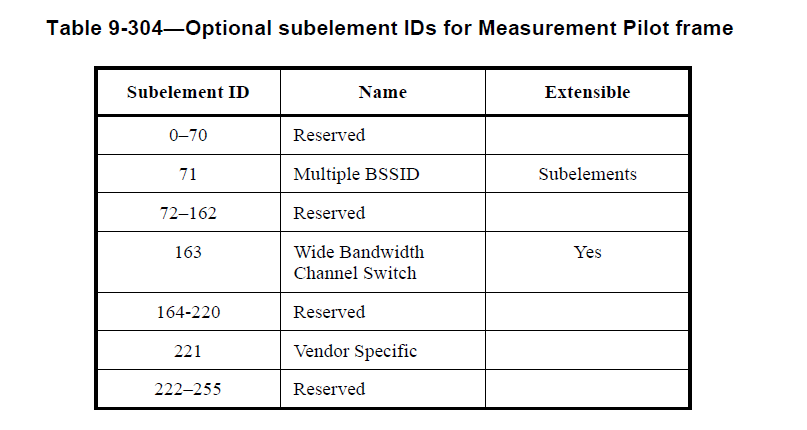 Table 9-304—Optional subelement IDs for Measurement Pilot frame
Subelement ID Name Extensible
0–70 Reserved
71 Multiple BSSID Subelements
72–162 Reserved
163 Wide Bandwidth Yes
Channel Switch
164-220 Reserved
221 Vendor Specific
222–255 Reserved